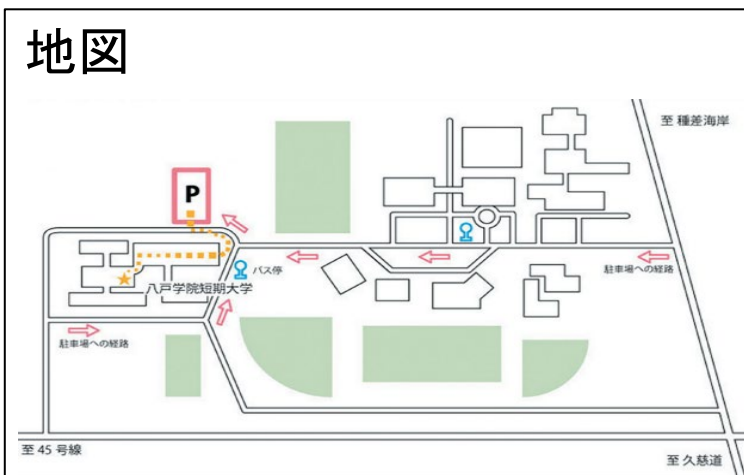 地図
至 種差海岸
P
バス停
駐車場への経路
八戸学院短期大学
駐車場への経路
至 45 号線
至 久慈道